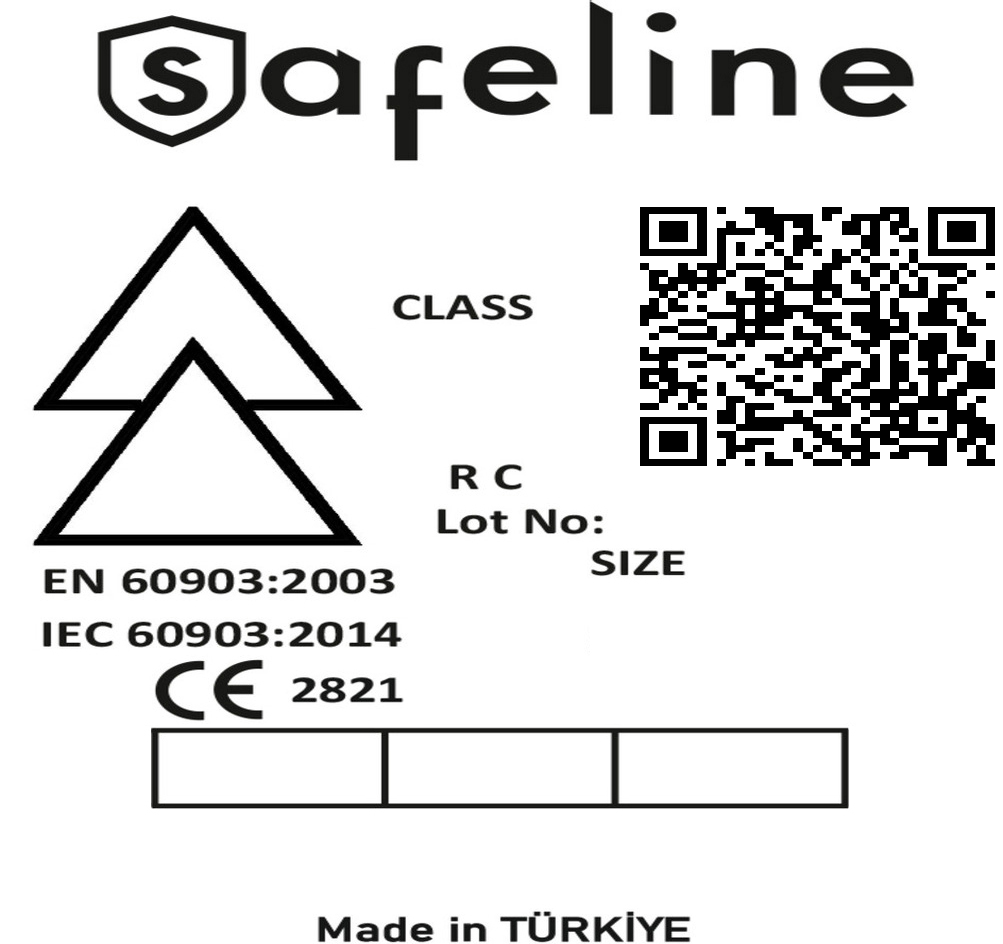 safeline
CLASS
R C
Lot No:
SIZE
EN 60903:2003
IEC 60903:2014
CE 2821
Made in TÜRKİYE